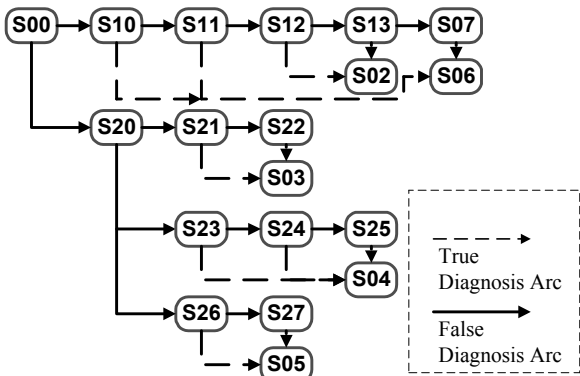 S00 S10 S11 S12 S13 S07
S02 S06
S20 S21 S22
S03
S23 S24 S25
S04
S26 S27
S05
True
Diagnosis Arc
False
Diagnosis Arc